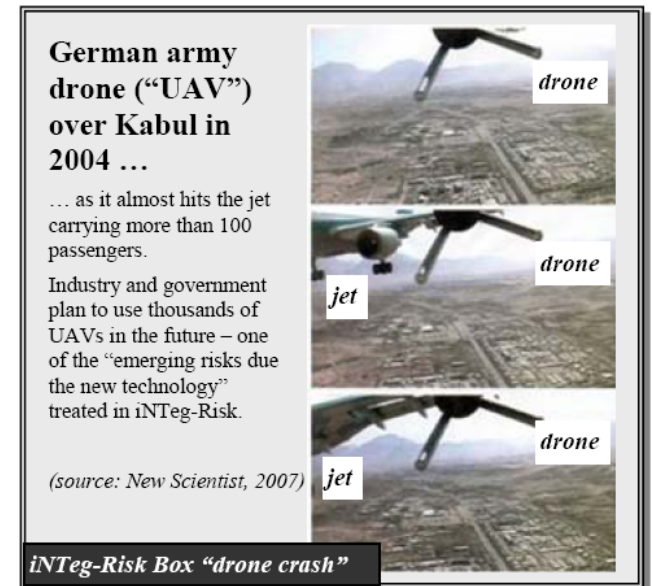 German army
drone (“UAV”)
over Kabul in
2004 …
… as it almost hits the jet
carrying more than 100
passengers.
Industry and government
plan to use thousands of
UAVs in the future – one
of the “emerging risks due
the new technology”
treated in iNTeg-Risk.
(source: New Scientist, 2007)
drone
drone
jet
drone
jet
iNTeg-Risk Box “drone crash”